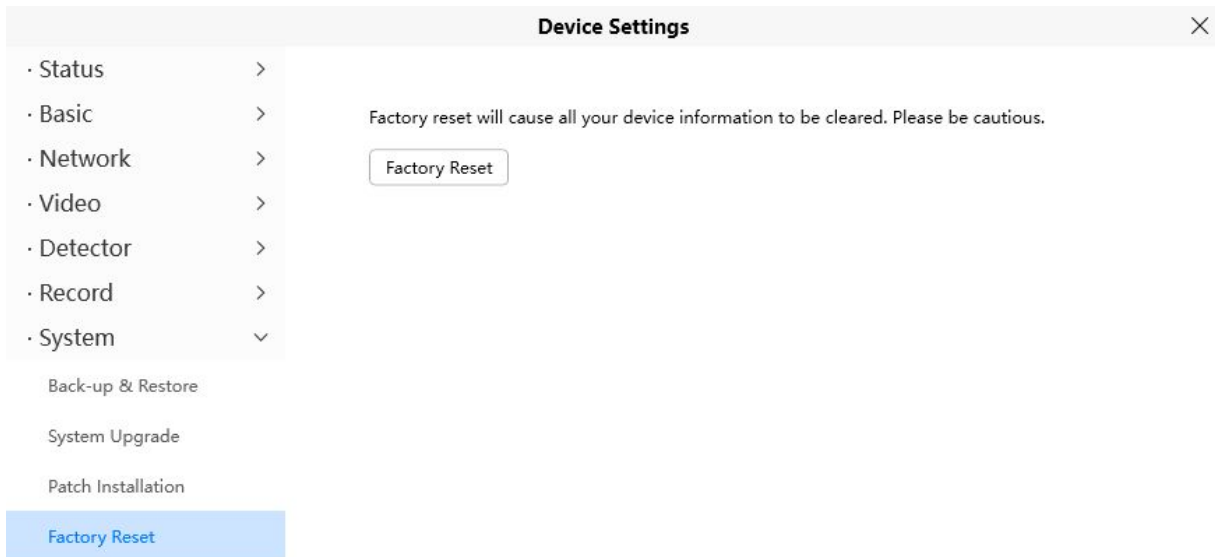 Device Settings
· Status
· Basic
· Network
· Video
· Detector
· Record
· System
Back-up & Restore
System Upgrade
Patch Installation
Factory Reset
Factory reset will cause all your device information to be cleared. Please be cautious.
Factory Reset